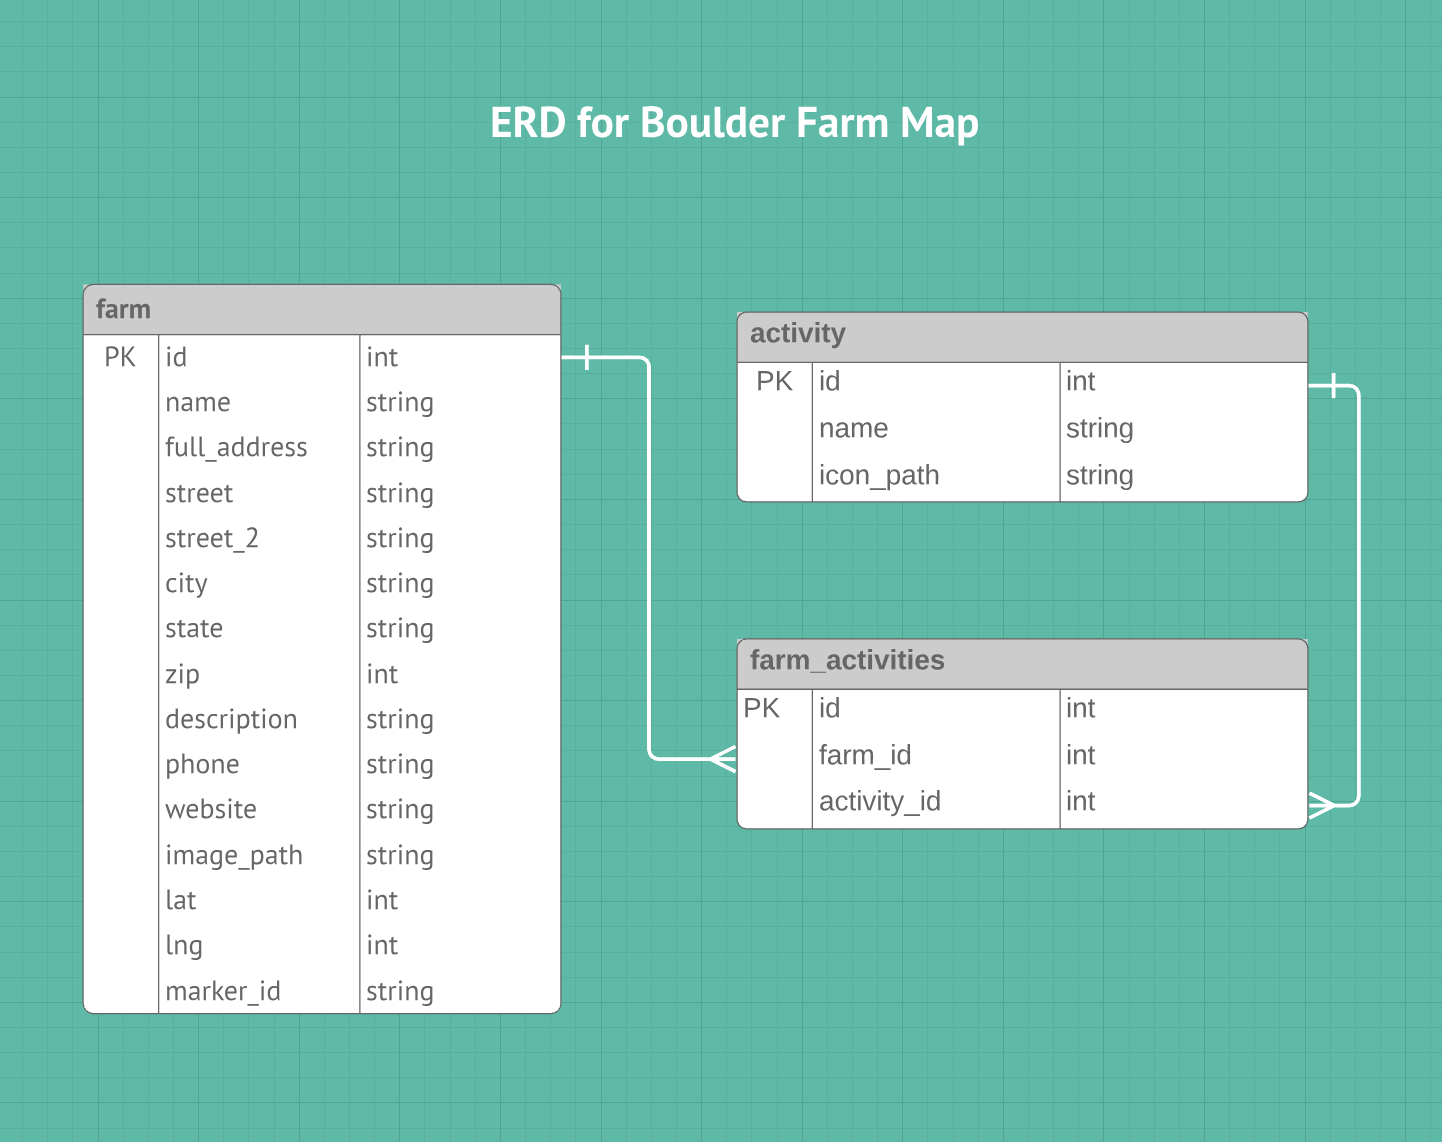 ERD for Boulder Farm Map
farm
PK id int
name string
full_address string
street string
street_2 string
city string
state string
zip int
description string
phone string
website string
image_path string
lat int
lng int
marker_id string
activity
PK id int
name string
icon_path string
farm_activities
PK id int
farm_id int
activity_id int